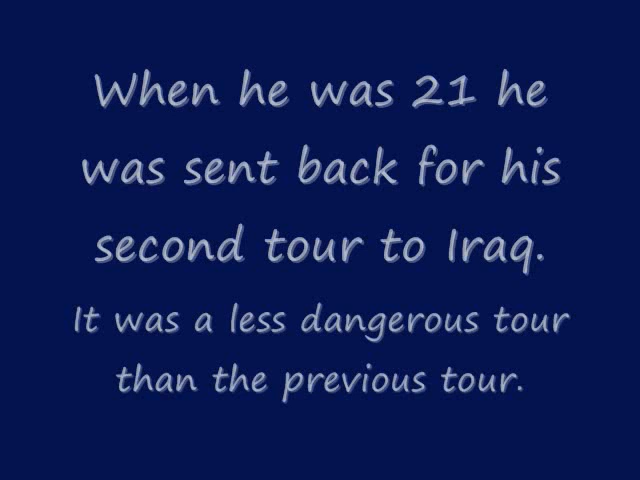 When he was 21 he
was sent back for his
second tour to Iraq.
It was a less dangerous tour
than the previous tour.